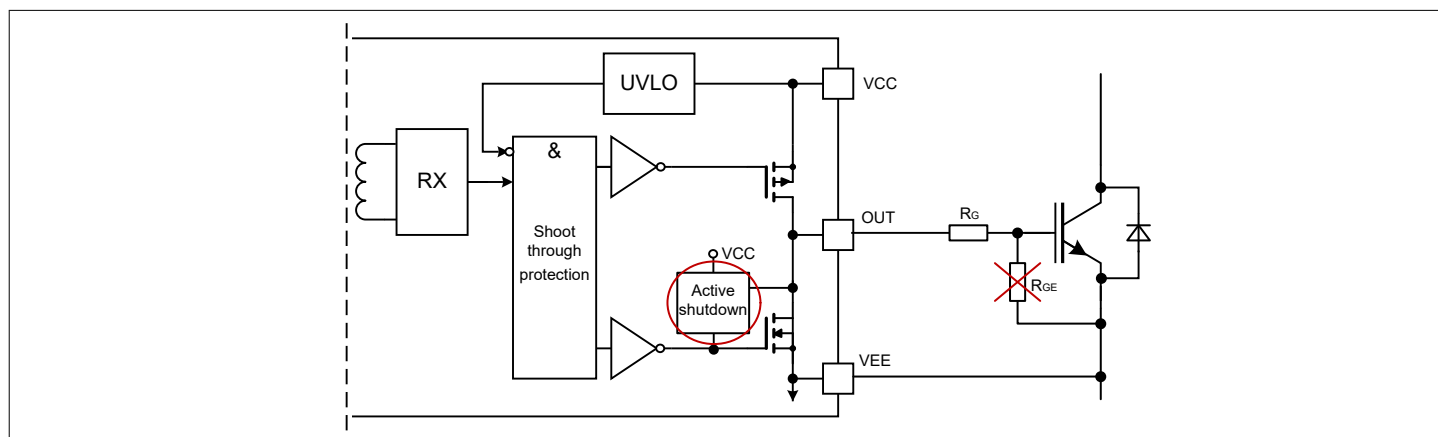 UVLO
VCC
&
RX
OUT
RG
Shoot
through
protection
VCC
Active
shutdown
RGE
VEE